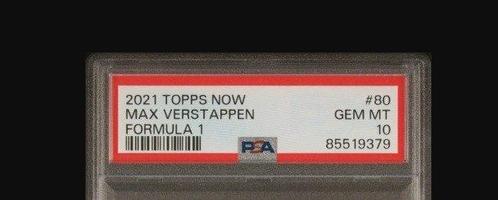 2021 TOPPS NOW #80
MAX VERSTAPPEN GEM MT
FORMULA 1 10
PSA 85519379